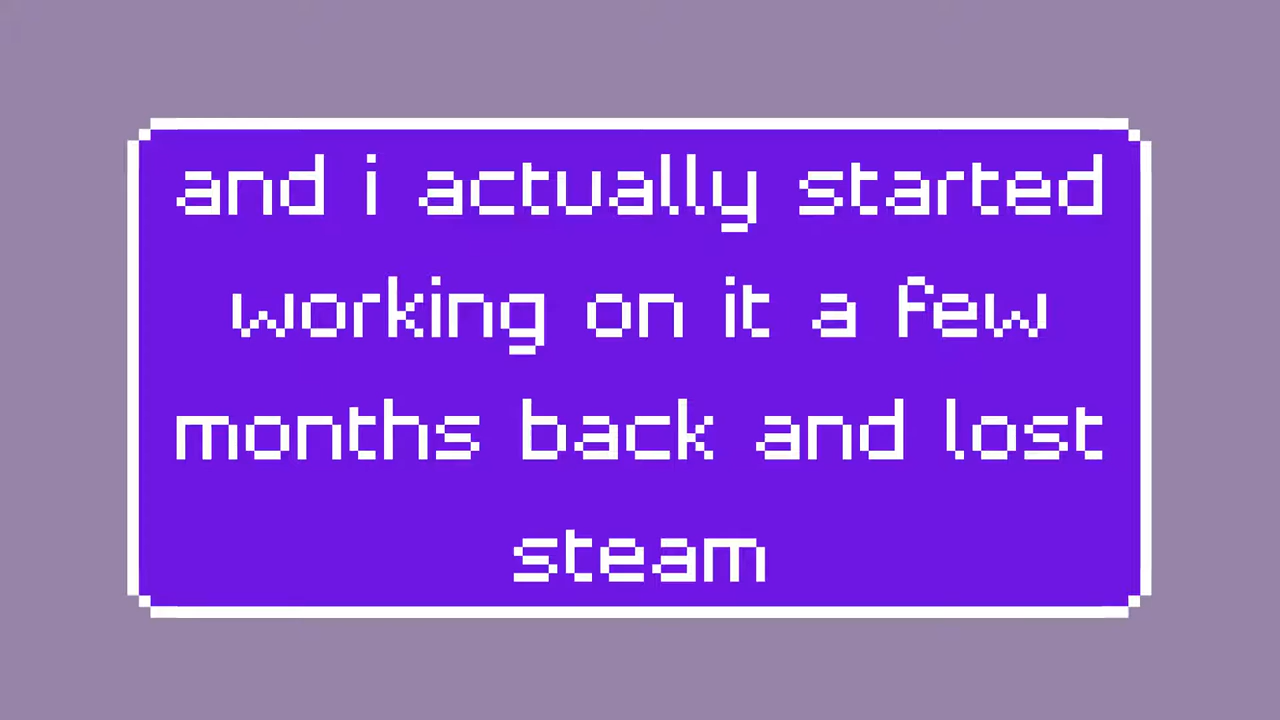 and i actually started
working on it a few
months back and lost
steam